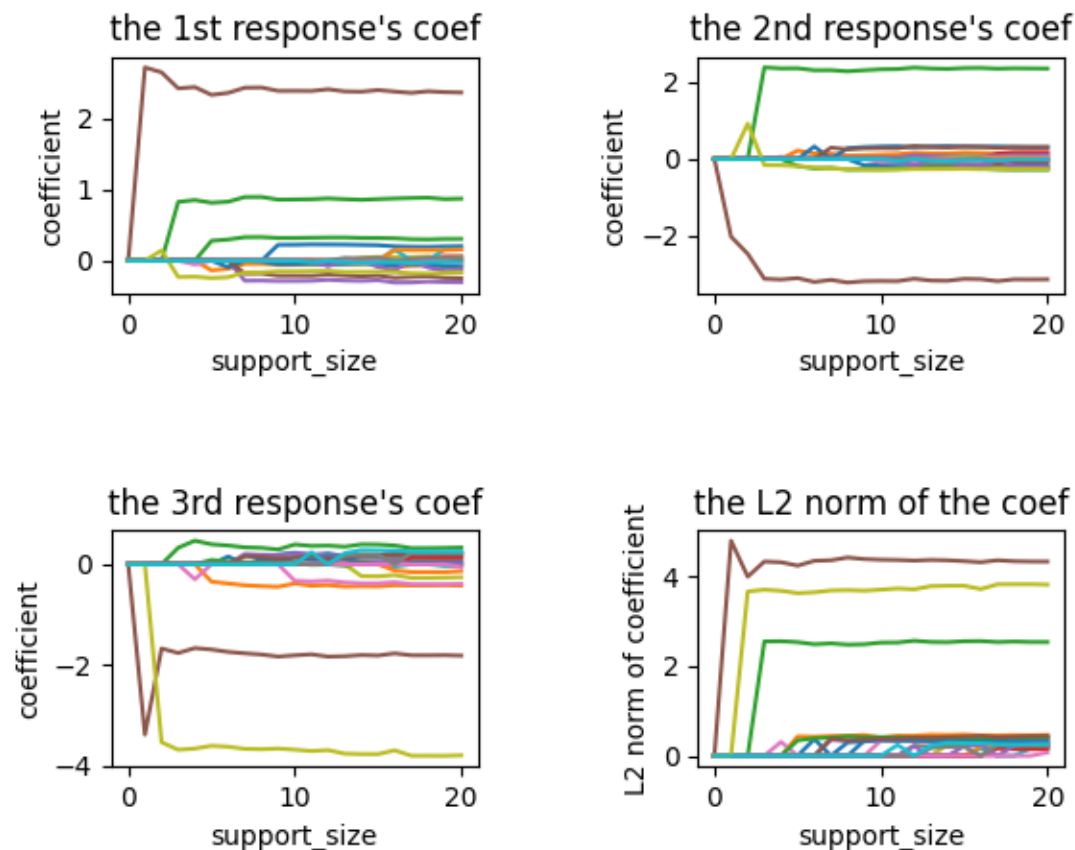 the 1st response's coef
coefficient
2
1
0
0
10
20
support_size
the 2nd response's coef
coefficient
2
0
−2
0
10
20
support_size
the 3rd response's coef
coefficient
0
−2
−4
0
10
20
support_size
the L2 norm of the coef
L2 norm of coefficient
4
2
0
0
10
20
support_size